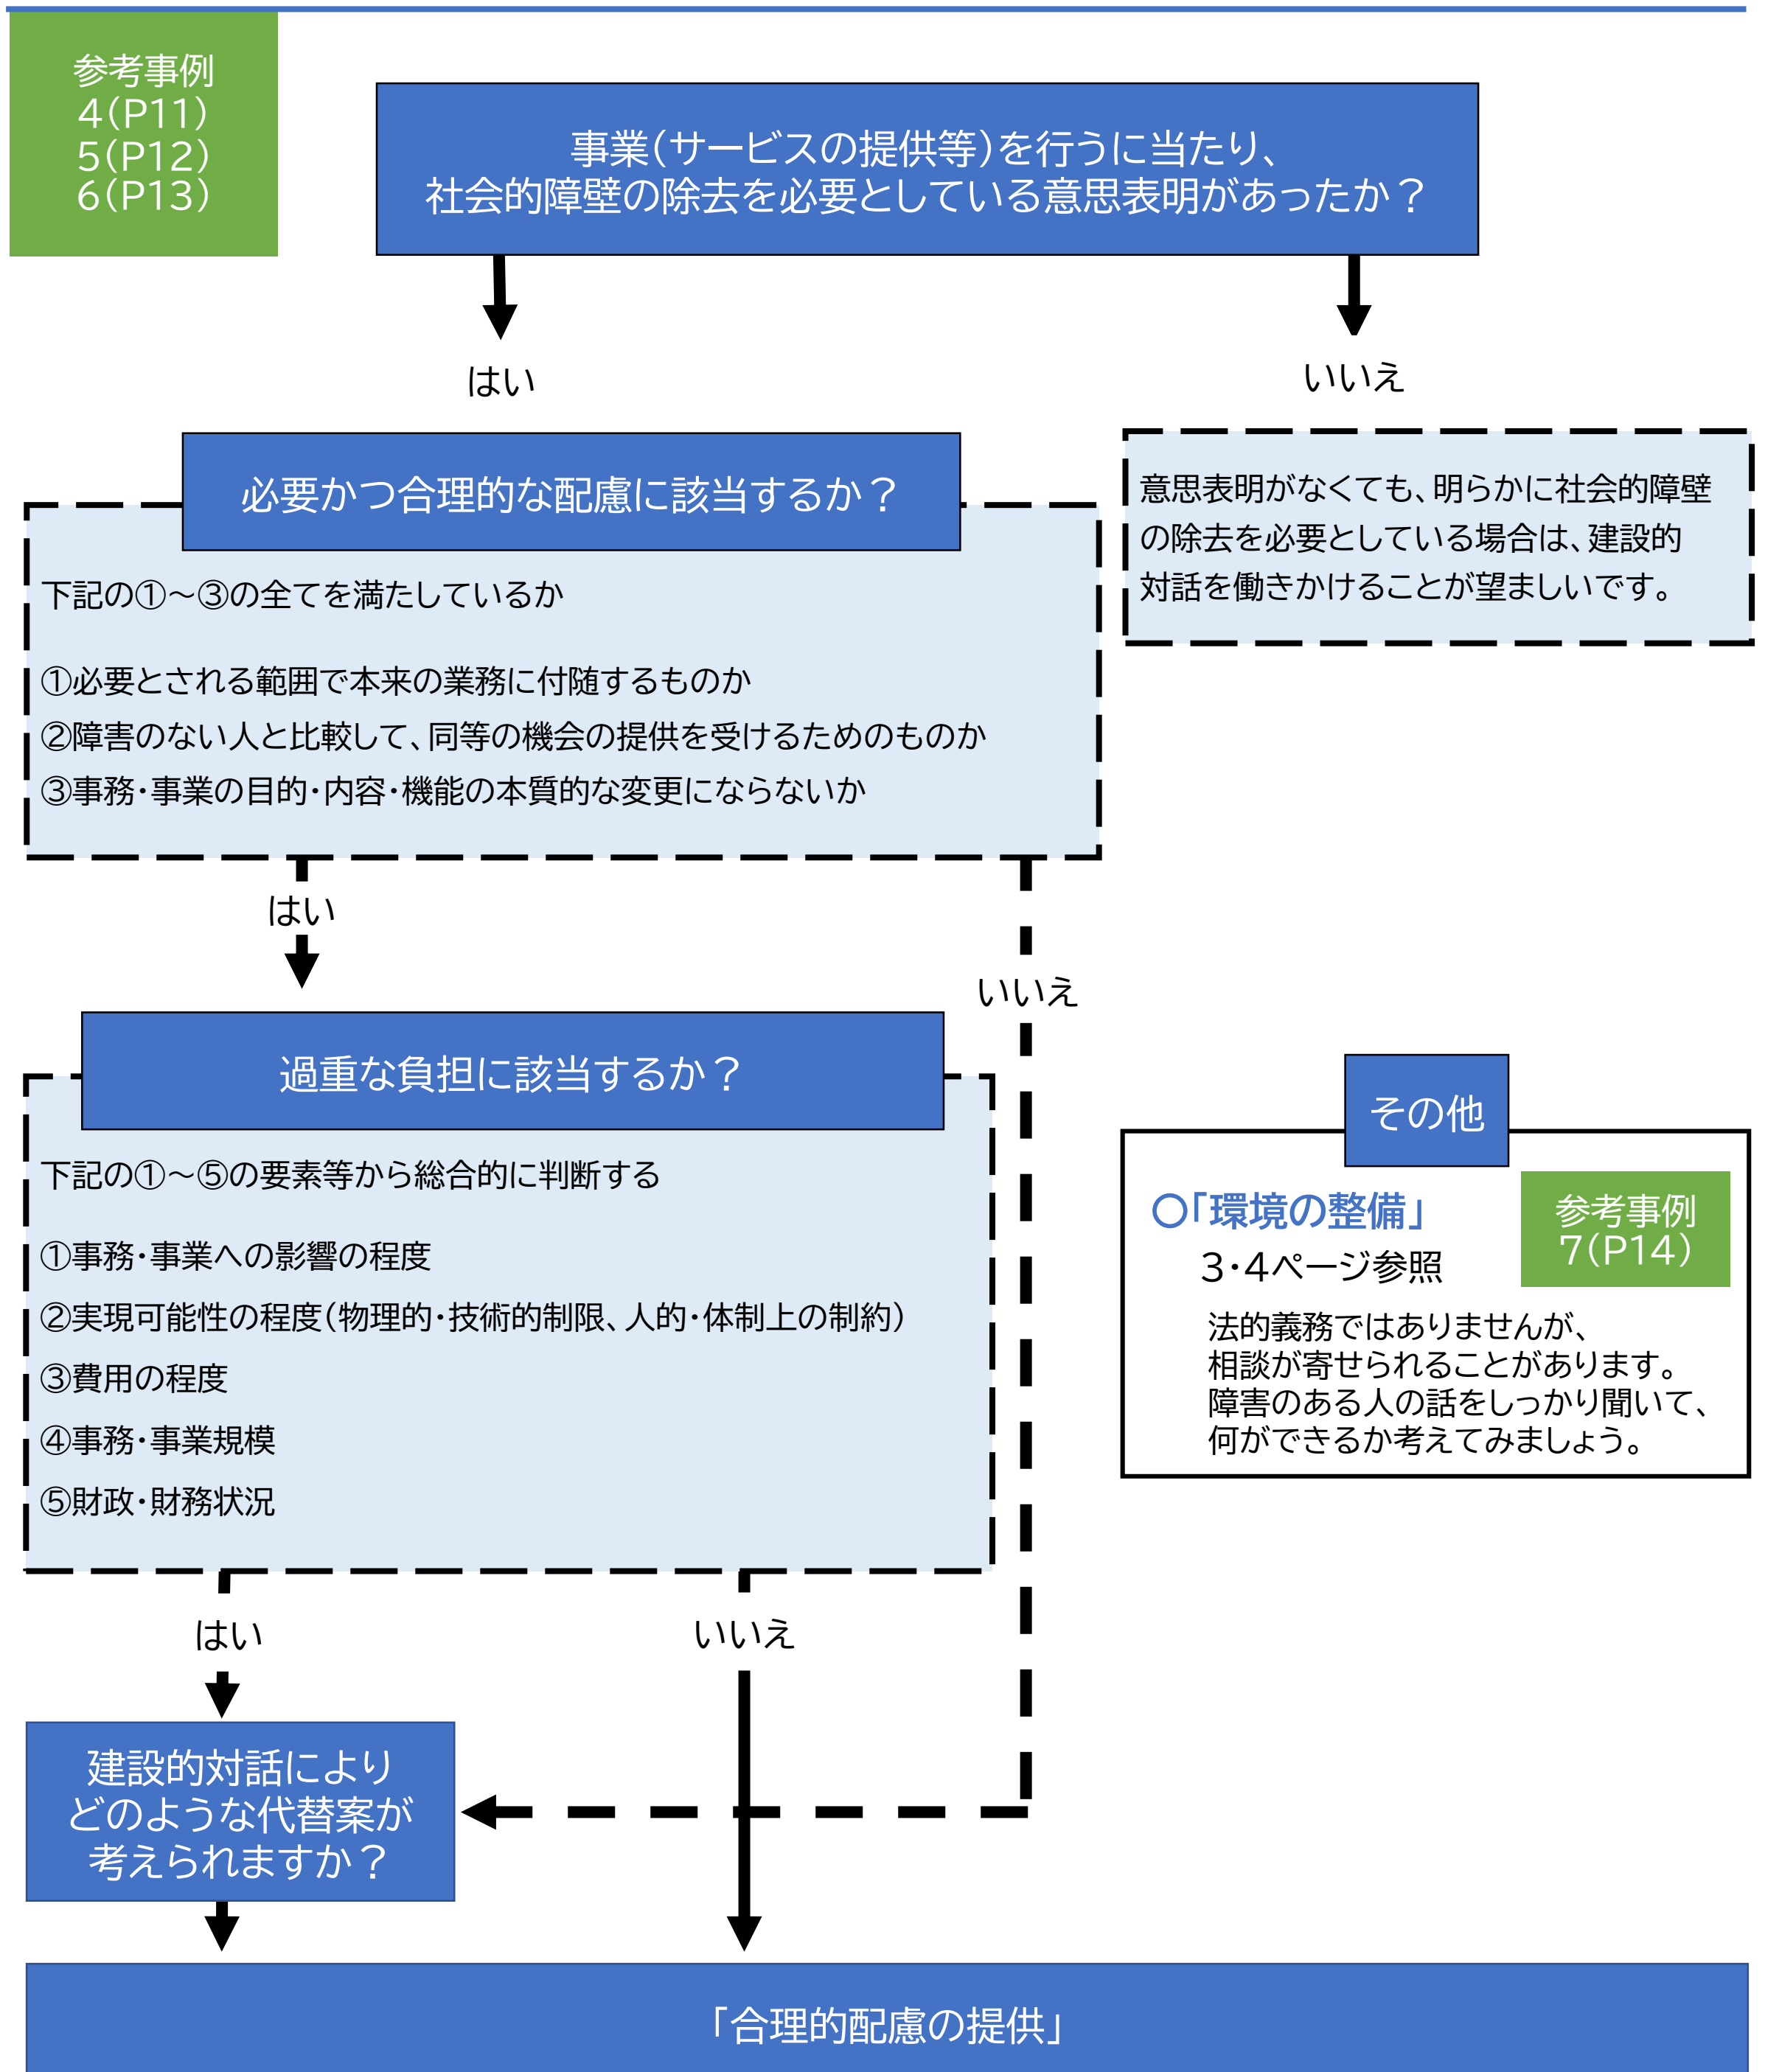 参考事例
4(P11)
5(P12)
6(P13)
事業(サービスの提供等)を行うに当たり、
社会的障壁の除去を必要としている意思表明があったか？
はい
いいえ
必要かつ合理的な配慮に該当するか？
下記の①～③の全てを満たしているか
①必要とされる範囲で本来の業務に付随するものか
②障害のない人と比較して、同等の機会の提供を受けるためのものか
③事務・事業の目的・内容・機能の本質的な変更にならないか
意思表明がなくても、明らかに社会的障壁
の除去を必要としている場合は、建設的
対話を働きかけることが望ましいです。
はい
いいえ
過重な負担に該当するか？
下記の①～⑤の要素等から総合的に判断する
①事務・事業への影響の程度
②実現可能性の程度(物理的・技術的制限、人的・体制上の制約)
③費用の程度
④事務・事業規模
⑤財政・財務状況
その他
〇「環境の整備」
3・4ページ参照
参考事例
7(P14)
法的義務ではありませんが、
相談が寄せられることがあります。
障害のある人の話をしっかり聞いて、
何ができるか考えてみましょう。
はい
いいえ
建設的対話により
どのような代替案が
考えられますか？
「合理的配慮の提供」